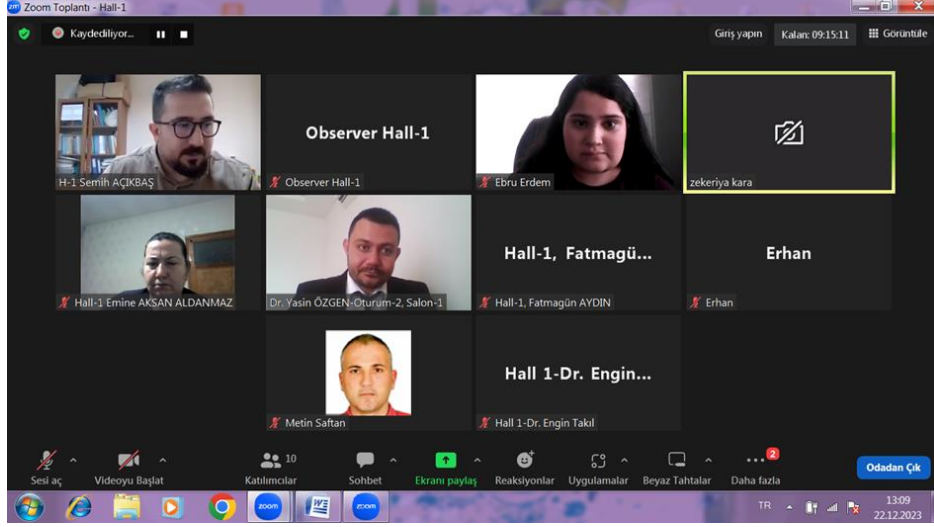 Zoom Toplantı - Hall-1
Kaydediliyor...
Giriş yapın
Kalan: 09:15:11
Görüntüle
H-1 Semih AÇIKBAŞ
Observer Hall-1
Observer Hall-1
Ebru Erdem
zekeriya kara
Hall-1 Emine AKSAN ALDANMAZ
Dr. Yasin ÖZGEN-Oturum-2, Salon-1
Hall-1, Fatmagü...
Hall-1, Fatmagün AYDIN
Erhan
Erhan
Metin Saftan
Hall 1-Dr. Engin...
Hall 1-Dr. Engin Takıl
Sesi aç
Videoyu Başlat
10
Katılımcılar
Sohbet
Ekranı paylaş
Reaksiyonlar
Uygulamalar
Beyaz Tahtalar
2
Daha fazla
Odadan Çık
zoom
zoom
TR
13:09
22.12.2023